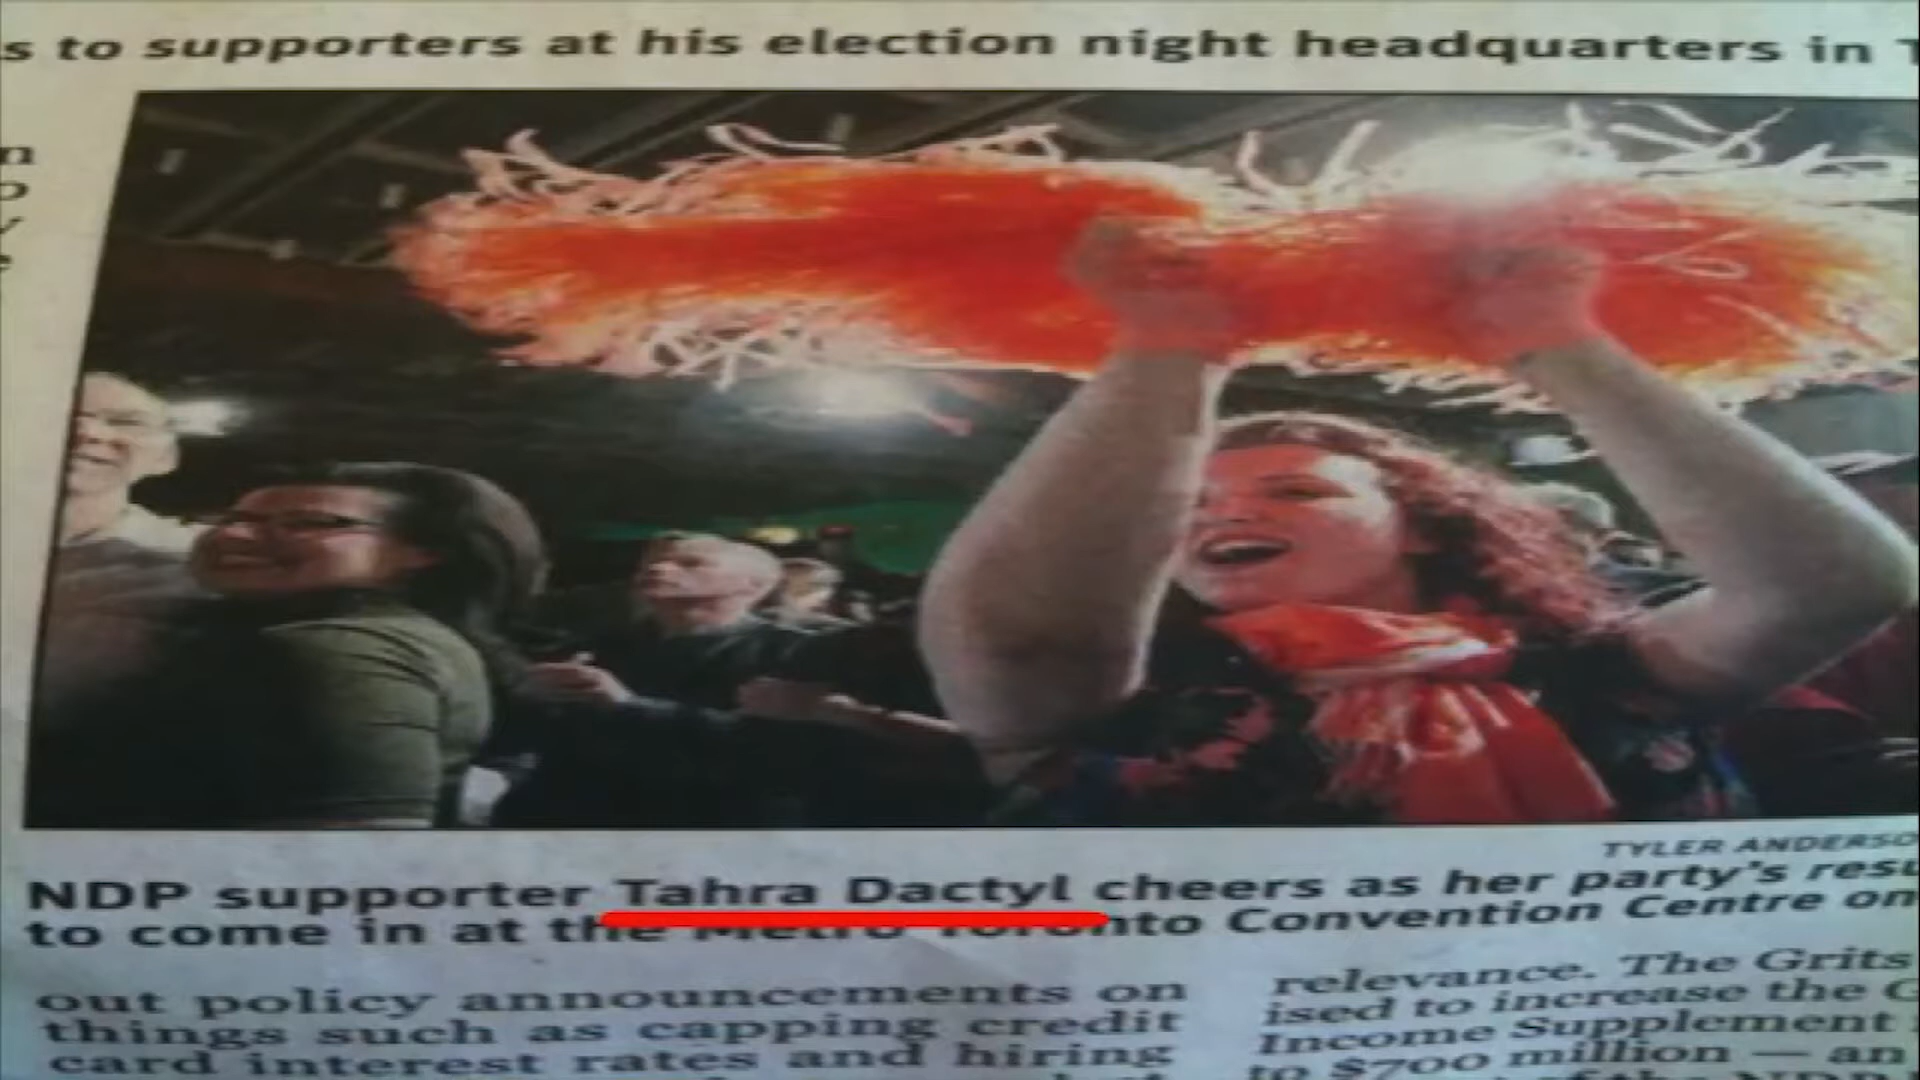 s to supporters at his election night headquarters in T
n
o
y
e
TYLER ANDERSO
NDP supporter Tahra Dactyl cheers as her party's resu
to come in at the Metro Toronto Convention Centre on
out policy announcements on
things such as capping credit
card interest rates and hiring
relevance. The Grits
ised to increase the G
Income Supplement
to $700 million — an